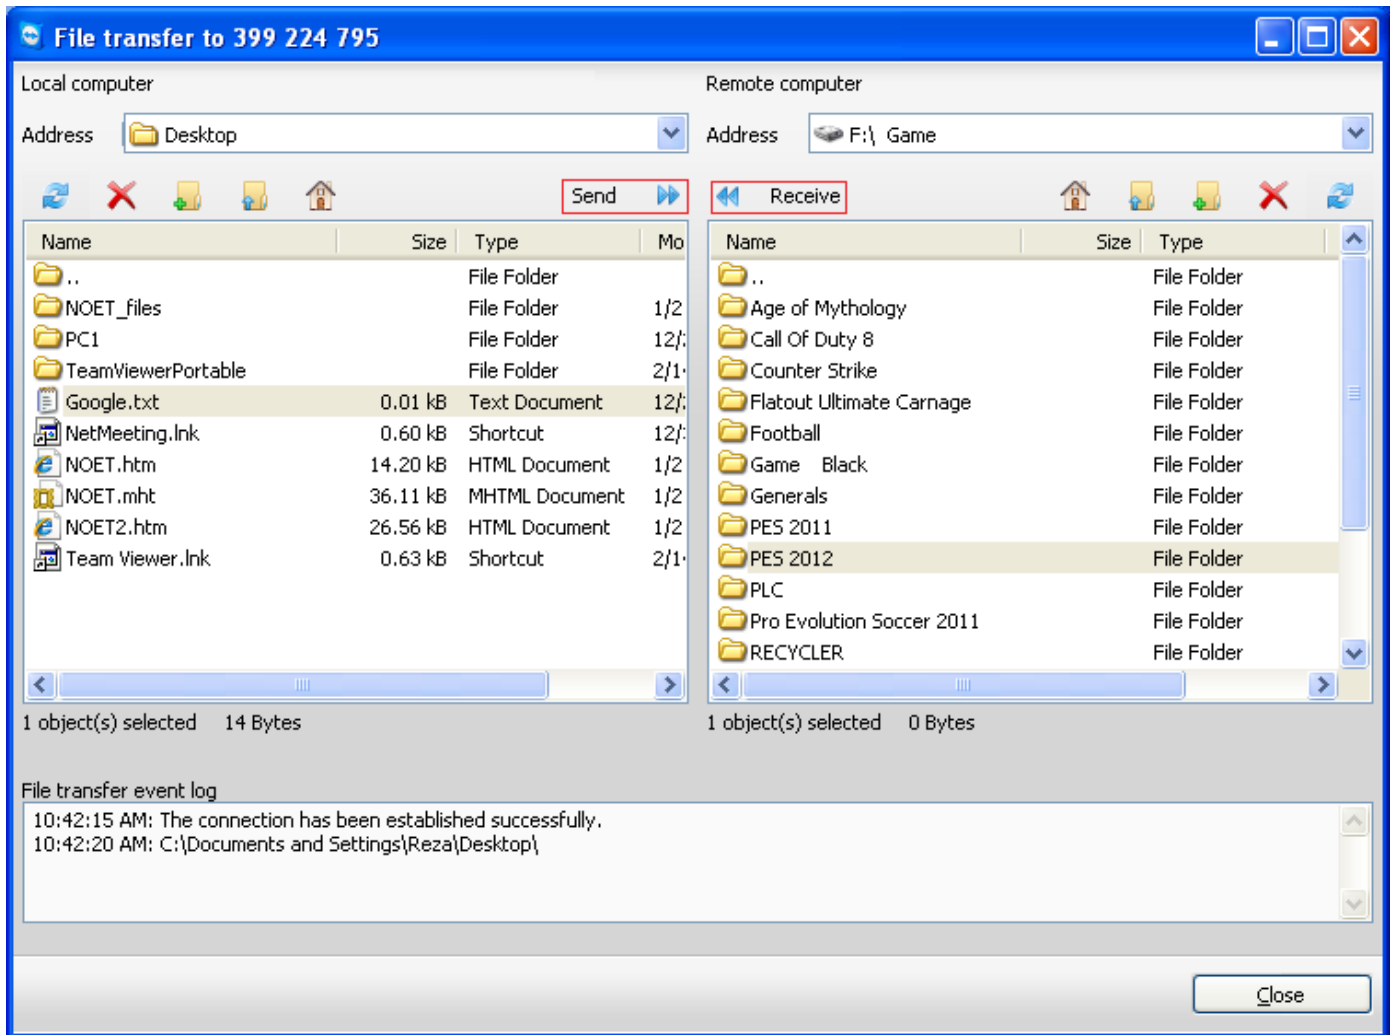 File transfer to 399 224 795
Local computer
Address Desktop
Send
Name Size Type Mo
.. File Folder
NOET_files File Folder 1/2
PC1 File Folder 12/
TeamViewerPortable File Folder 2/1
Google.txt 0.01 kB Text Document 12/
NetMeeting.lnk 0.60 kB Shortcut 12/
NOET.htm 14.20 kB HTML Document 1/2
NOET.mht 36.11 kB MHTML Document 1/2
NOET2.htm 26.56 kB HTML Document 1/2
Team Viewer.lnk 0.63 kB Shortcut 2/1
1 object(s) selected 14 Bytes
Remote computer
Address F:\ Game
Receive
Name Size Type
.. File Folder
Age of Mythology File Folder
Call Of Duty 8 File Folder
Counter Strike File Folder
Flatout Ultimate Carnage File Folder
Football File Folder
Game Black File Folder
Generals File Folder
PES 2011 File Folder
PES 2012 File Folder
PLC File Folder
Pro Evolution Soccer 2011 File Folder
RECYCLER File Folder
1 object(s) selected 0 Bytes
File transfer event log
10:42:15 AM: The connection has been established successfully.
10:42:20 AM: C:\Documents and Settings\Reza\Desktop\
Close